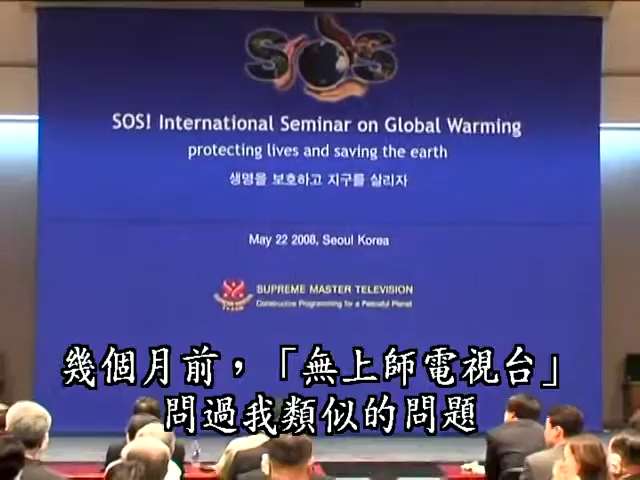 SOS
SOS! International Seminar on Global Warming
protecting lives and saving the earth
생명을 보호하고 지구를 살리자
May 22 2008, Seoul Korea
SUPREME MASTER TELEVISION
Constructive Programming for a Peaceful Planet
幾個月前，「無上師電視台」
問過我類似的問題